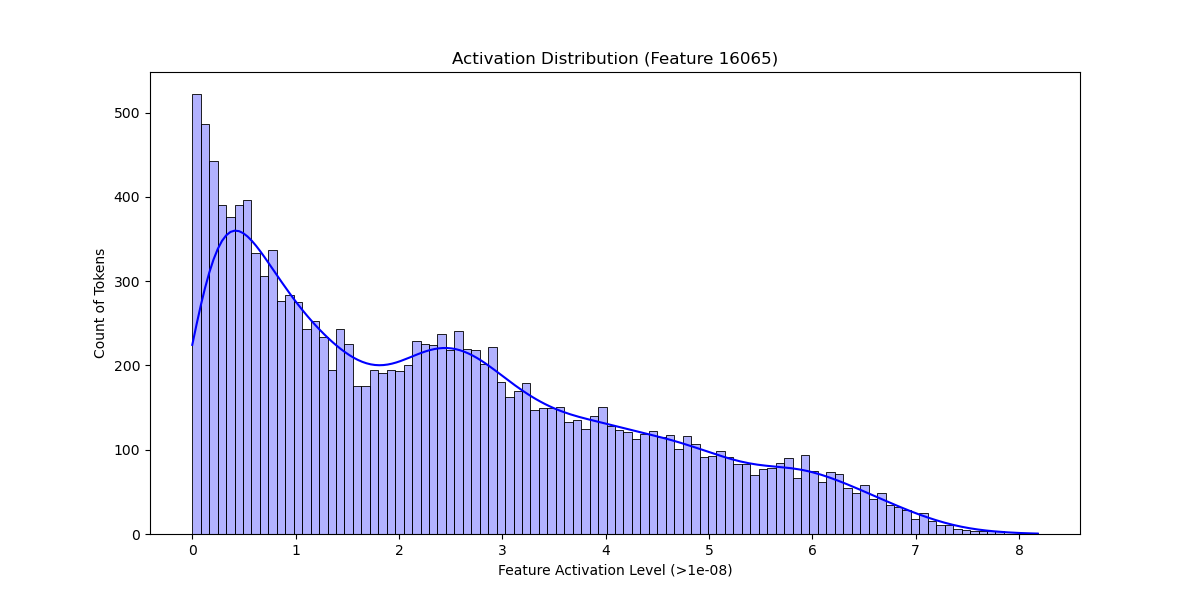 Activation Distribution (Feature 16065)
500
400
300
200
100
0
Count of Tokens
0 1 2 3 4 5 6 7 8
Feature Activation Level (>1e-08)